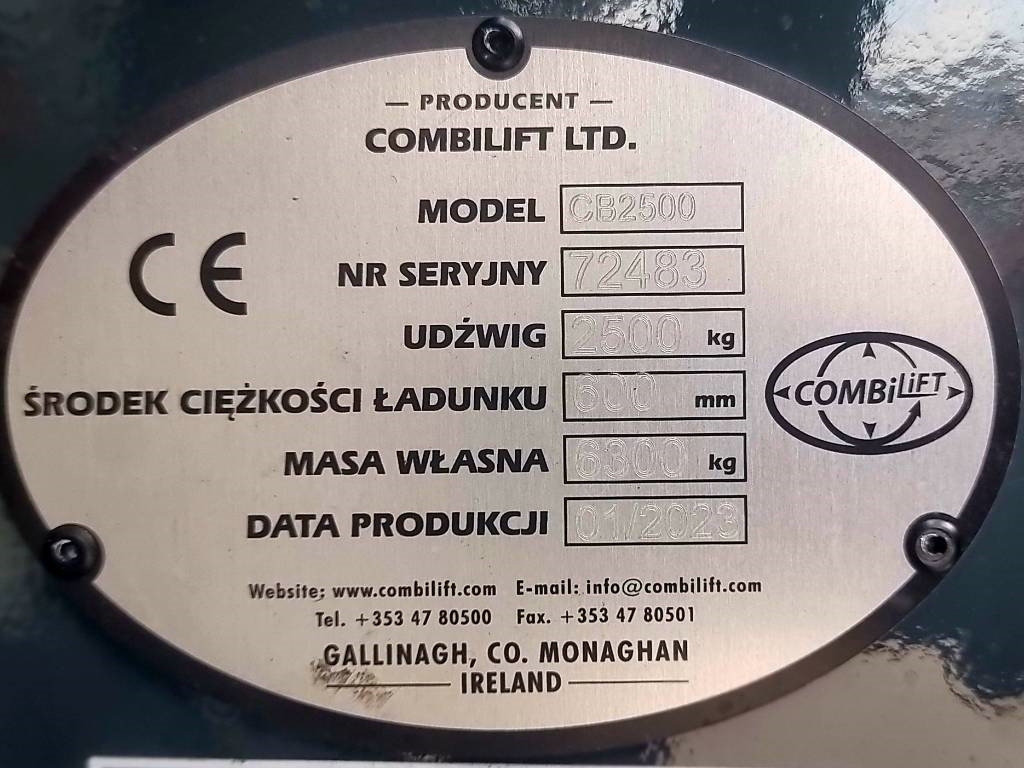 — PRODUCENT —
COMBILIFT LTD.
MODEL CB2500
CE
NR SERYJNY 72483
UDŹWIG 2500 kg
ŚRODEK CIĘŻKOŚCI ŁADUNKU 600 mm
COMBiLiFT
MASA WŁASNA 6300 kg
DATA PRODUKCJI 01/2023
Website; www.combilift.com E-mail: info@combilift.com
Tel. +353 47 80500 Fax. +353 47 80501
GALLINAGH, CO. MONAGHAN
IRELAND